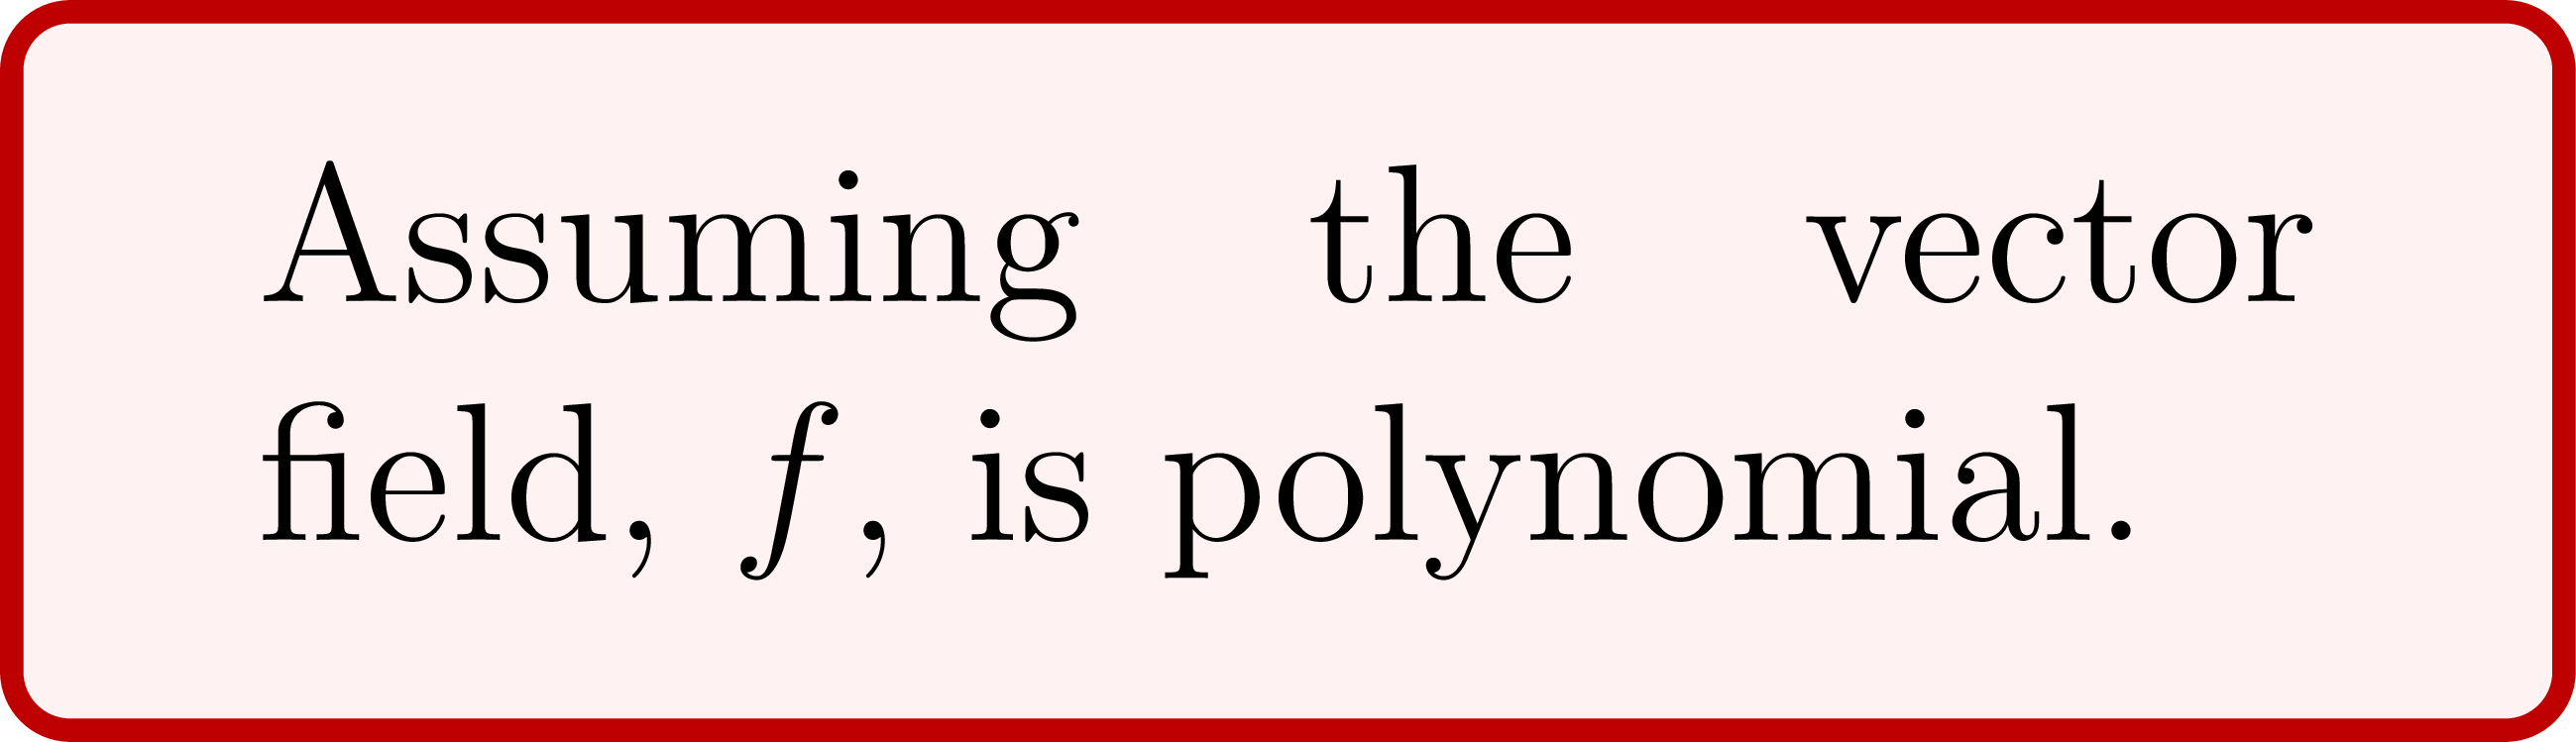 Assuming the vector
field, f, is polynomial.